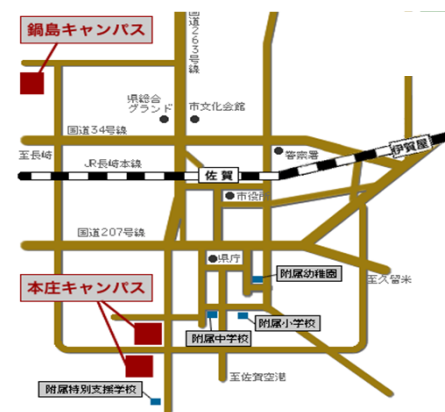 鍋島キャンパス
国道263号線
県総合
グランド
市文化会館
国道34号線
警察署
伊賀屋
至長崎
JR長崎本線
佐賀
市役所
国道207号線
県庁
附属幼稚園
至久留米
本庄キャンパス
附属小学校
附属中学校
至佐賀空港
附属特別支援学校